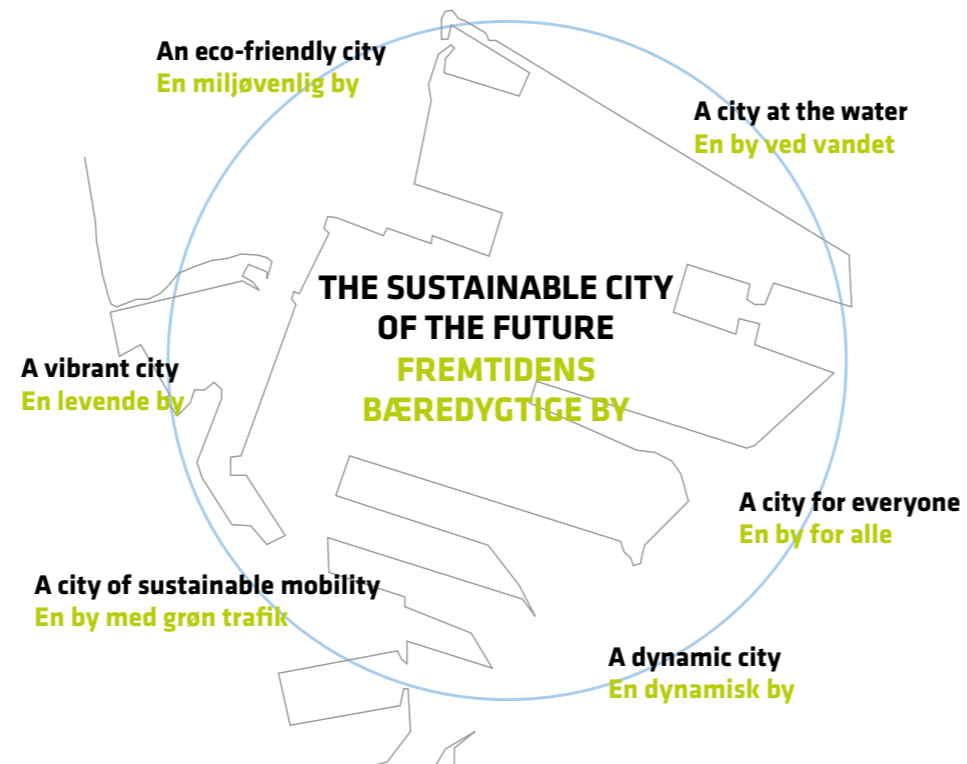 An eco-friendly city
En miljøvenlig by
A city at the water
En by ved vandet
THE SUSTAINABLE CITY
OF THE FUTURE
FREMTIDENS
BÆREDYGTIGE BY
A vibrant city
En levende by
A city for everyone
En by for alle
A city of sustainable mobility
En by med grøn trafik
A dynamic city
En dynamisk by